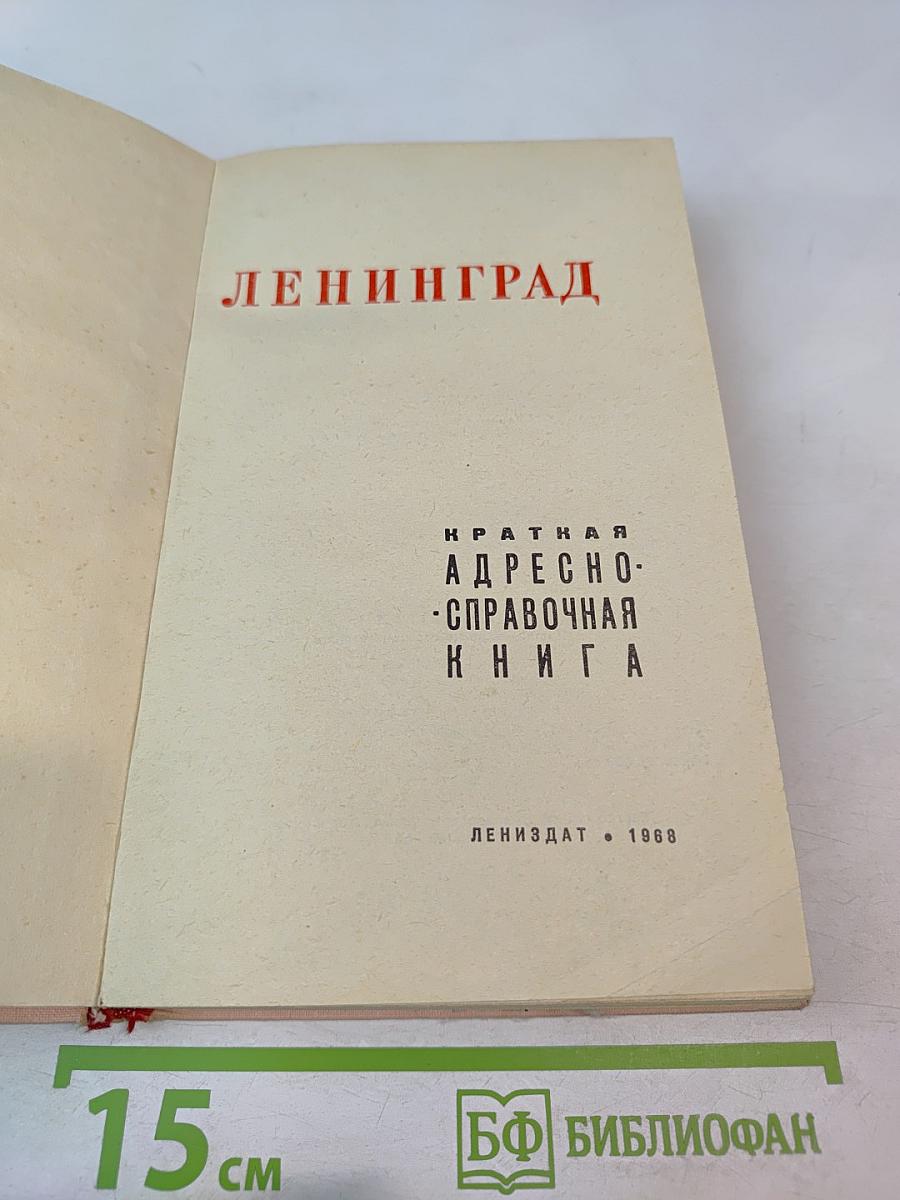 ЛЕНИНГРАД
КРАТКАЯ
АДРЕСНО-
-СПРАВОЧНАЯ
КНИГА
ЛЕНИЗДАТ • 1968
15 см
БФ БИБЛИОФАН